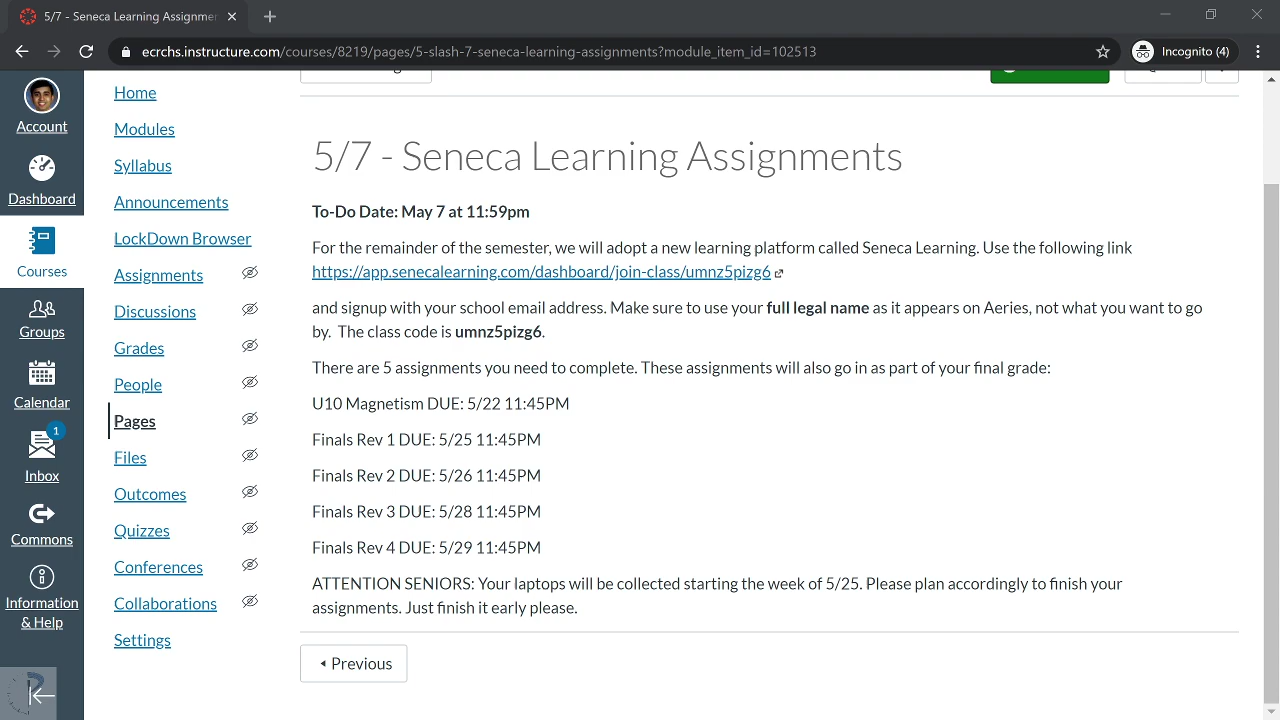 5/7 - Seneca Learning Assignmen
ecrchs.instructure.com/courses/8219/pages/5-slash-7-seneca-learning-assignments?module_item_id=102513
Incognito (4)
Account
Dashboard
Courses
Groups
Calendar
1
Inbox
Commons
Information
& Help
Home
Modules
Syllabus
Announcements
LockDown Browser
Assignments
Discussions
Grades
People
Pages
Files
Outcomes
Quizzes
Conferences
Collaborations
Settings
5/7 - Seneca Learning Assignments
To-Do Date: May 7 at 11:59pm
For the remainder of the semester, we will adopt a new learning platform called Seneca Learning. Use the following link
https://app.senecalearning.com/dashboard/join-class/umnz5pizg6
and signup with your school email address. Make sure to use your full legal name as it appears on Aeries, not what you want to go
by. The class code is umnz5pizg6.
There are 5 assignments you need to complete. These assignments will also go in as part of your final grade:
U10 Magnetism DUE: 5/22 11:45PM
Finals Rev 1 DUE: 5/25 11:45PM
Finals Rev 2 DUE: 5/26 11:45PM
Finals Rev 3 DUE: 5/28 11:45PM
Finals Rev 4 DUE: 5/29 11:45PM
ATTENTION SENIORS: Your laptops will be collected starting the week of 5/25. Please plan accordingly to finish your
assignments. Just finish it early please.
Previous